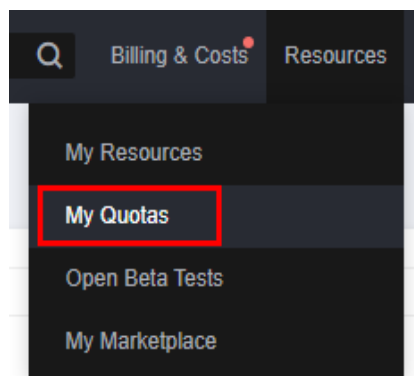 Billing & Costs Resources
My Resources
My Quotas
Open Beta Tests
My Marketplace